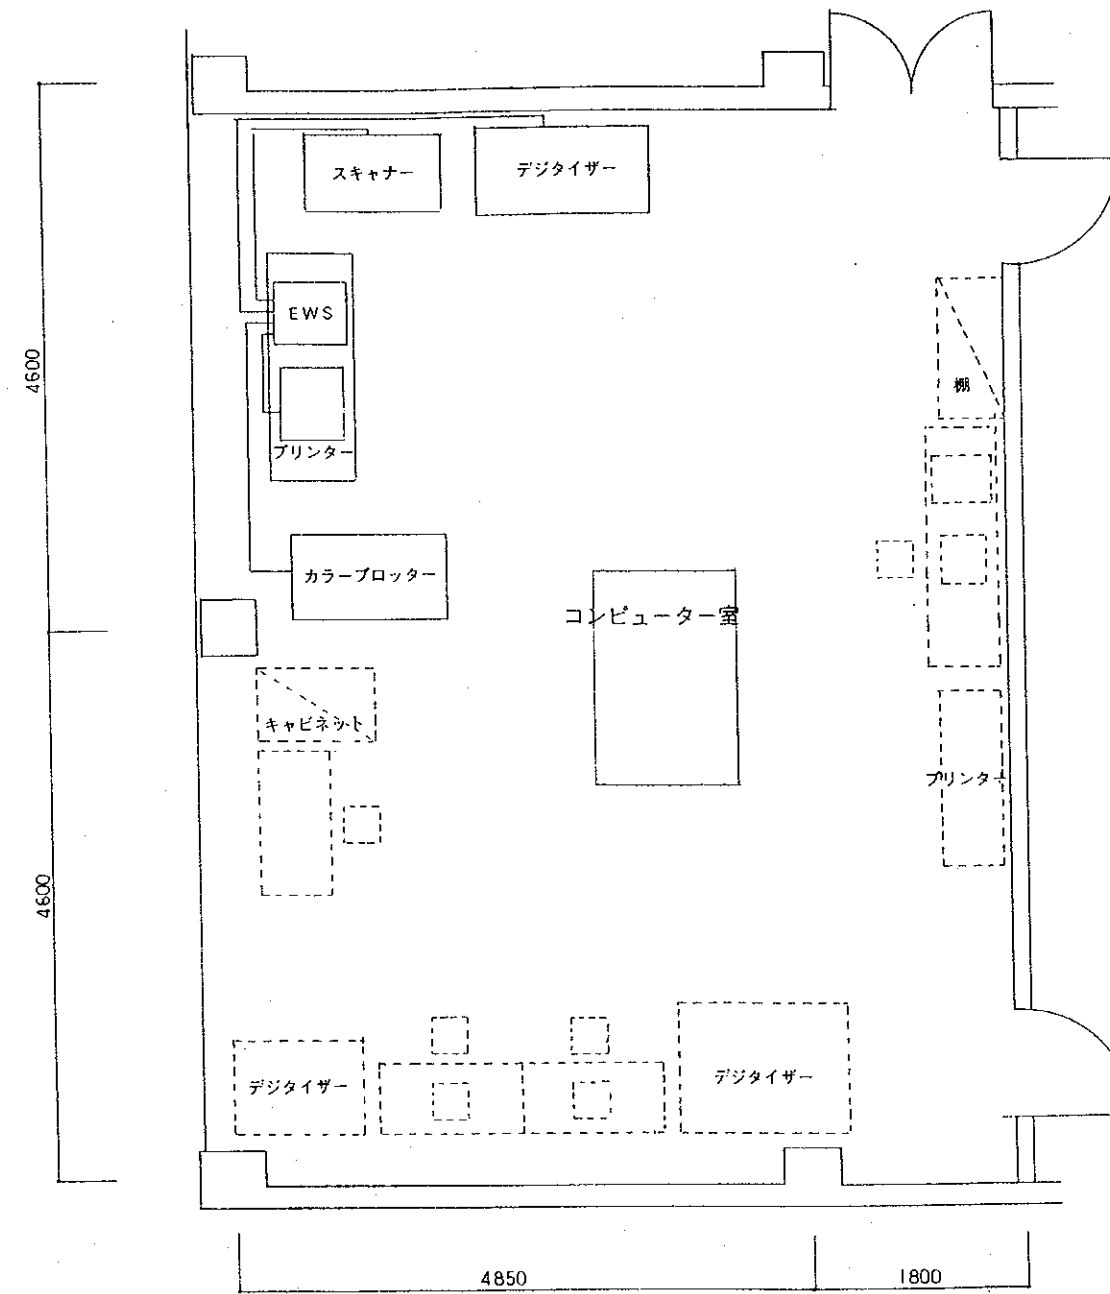 スキャナー
デジタイザー
EWS
プリンター
4600
棚
カラープロッター
コンピューター室
キャビネット
プリンター
4600
デジタイザー
デジタイザー
4850
1800